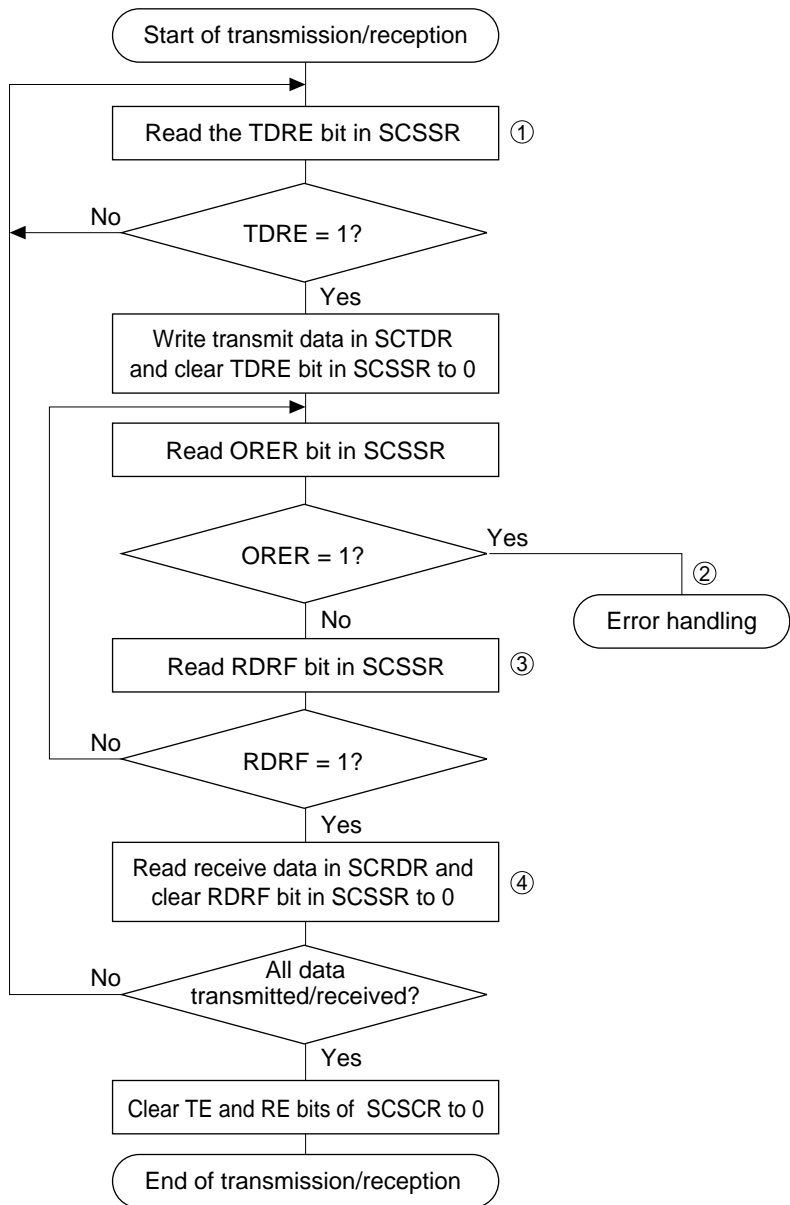 Start of transmission/reception
Read the TDRE bit in SCSSR ①
No
TDRE = 1?
Yes
Write transmit data in SCTDR
and clear TDRE bit in SCSSR to 0
Read ORER bit in SCSSR
ORER = 1?
Yes
②
Error handling
No
Read RDRF bit in SCSSR ③
No
RDRF = 1?
Yes
Read receive data in SCRDR and
clear RDRF bit in SCSSR to 0
④
No
All data
transmitted/received?
Yes
Clear TE and RE bits of SCSCR to 0
End of transmission/reception